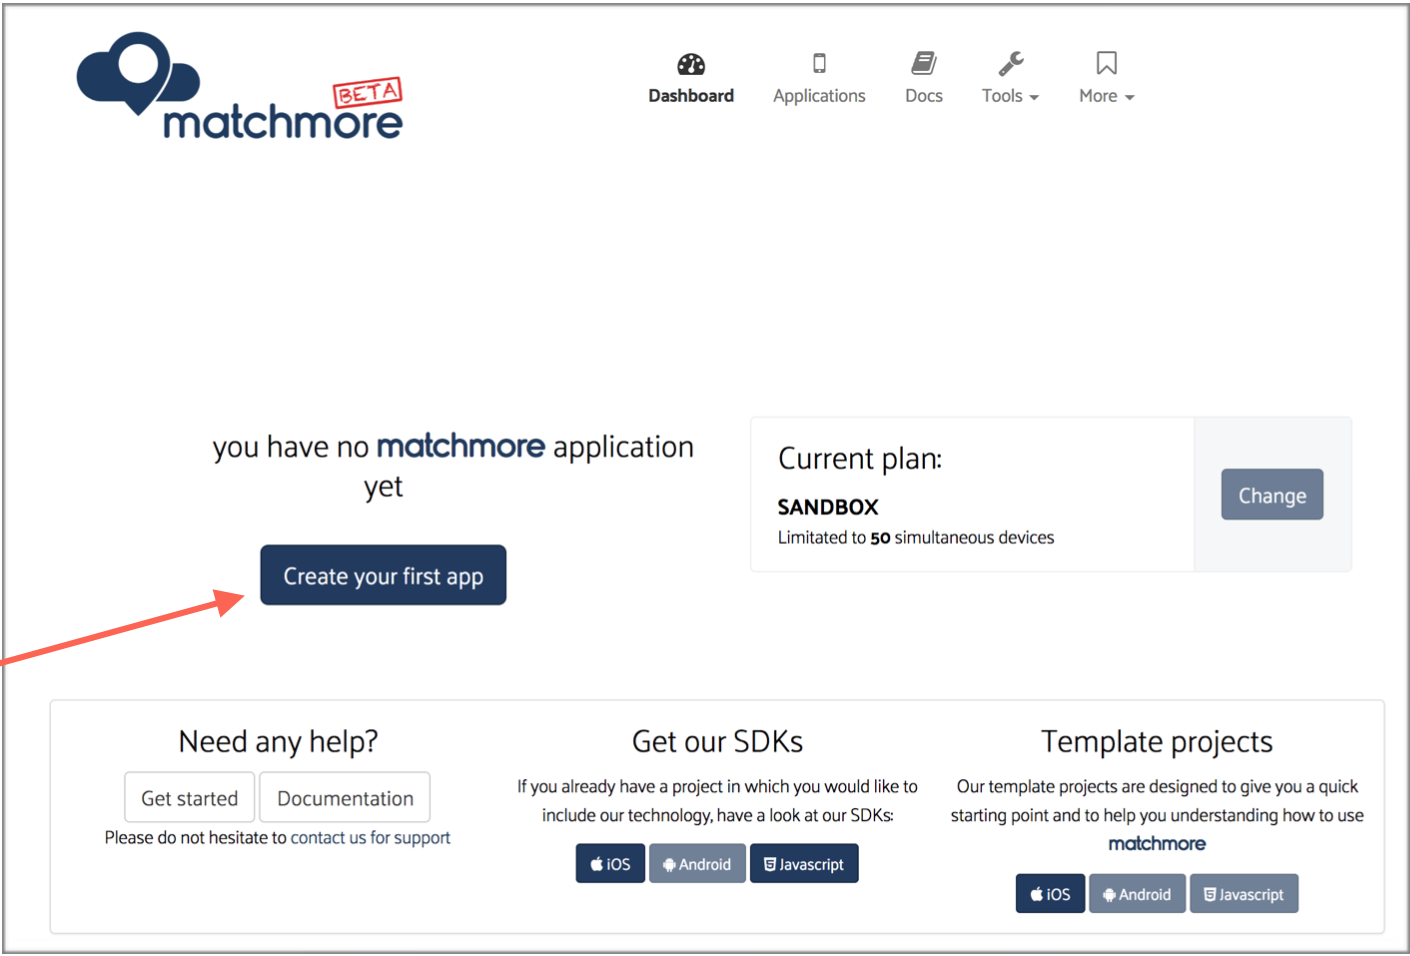 BETA
matchmore
Dashboard
Applications
Docs
Tools
More
you have no matchmore application
yet
Create your first app
Current plan:
SANDBOX
Limitated to 50 simultaneous devices
Change
Need any help?
Get started
Documentation
Please do not hesitate to contact us for support
Get our SDKs
If you already have a project in which you would like to
include our technology, have a look at our SDKs:
iOS
Android
Javascript
Template projects
Our template projects are designed to give you a quick
starting point and to help you understanding how to use
matchmore
iOS
Android
Javascript